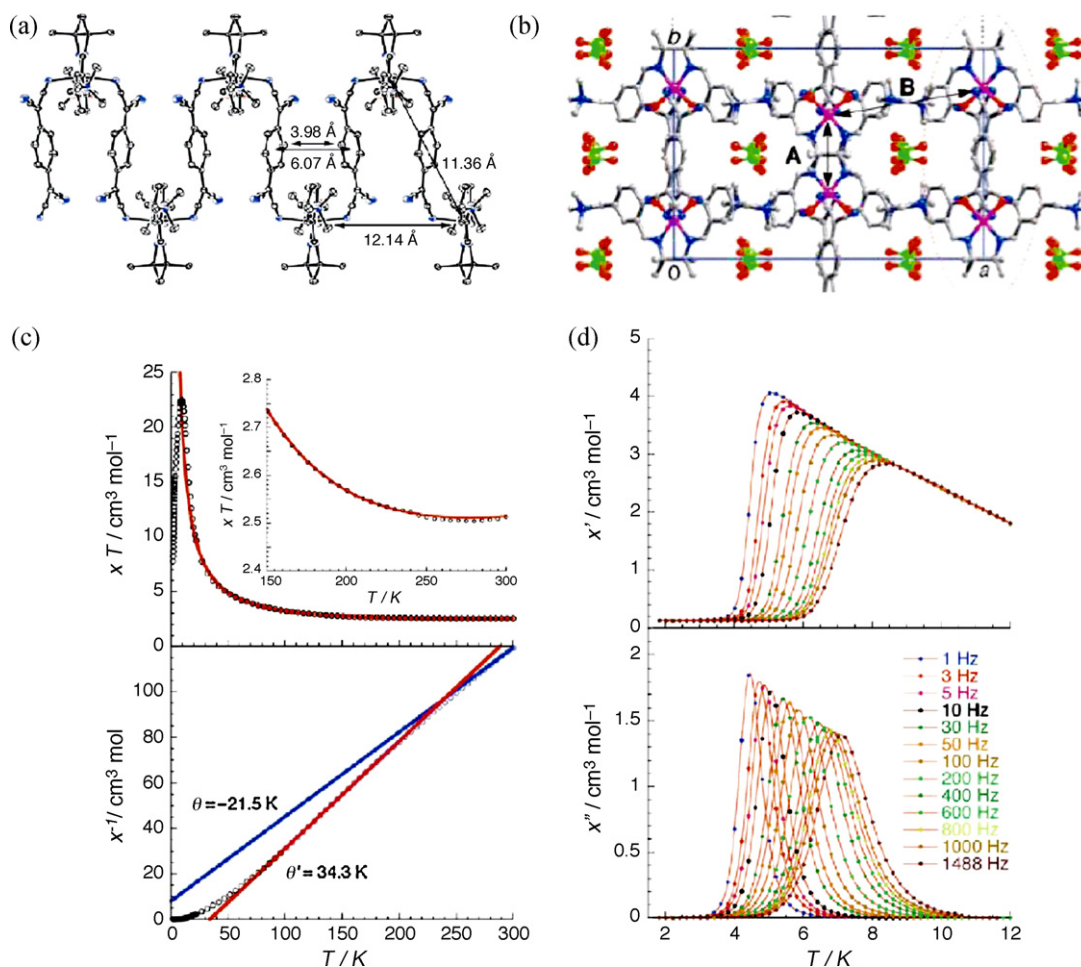 (a)
3.98 Å
6.07 Å
11.36 Å
12.14 Å
(b)
b
B
A
o
a
(c)
25
20
15
10
5
0
x T / cm³ mol⁻¹
2.8
2.7
2.6
2.5
2.4
x T / cm³ mol⁻¹
150 200 250 300
T / K
100
80
60
40
20
0
x⁻¹/ cm³ mol
θ = −21.5 K
θ' = 34.3 K
0 50 100 150 200 250 300
T / K
(d)
5
4
3
2
1
0
x' / cm³ mol⁻¹
2
1.5
1
0.5
0
x'' / cm³ mol⁻¹
1 Hz
3 Hz
5 Hz
10 Hz
30 Hz
50 Hz
100 Hz
200 Hz
400 Hz
600 Hz
800 Hz
1000 Hz
1488 Hz
2 4 6 8 10 12
T / K